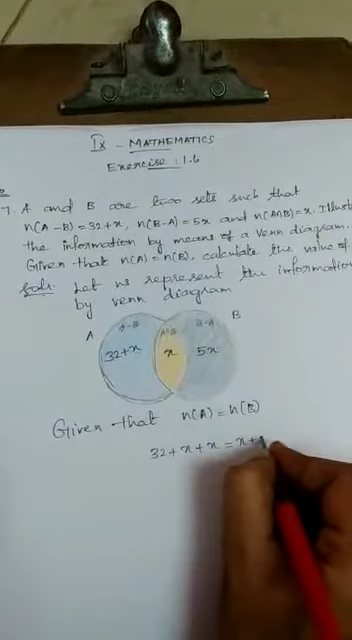 IX - MATHEMATICS
Exercise: 1.6
7. A and B are two sets such that
n(A-B) = 32+x, n(B-A) = 5x and n(A∩B) = x. Illust
the information by means of a Venn diagram.
Given that n(A) = n(B), calculate the value of
Soln. Let us represent the information
by venn diagram
A A-B A∩B B-A B
32+x x 5x
Given that n(A) = n(B)
32+x+x = x+